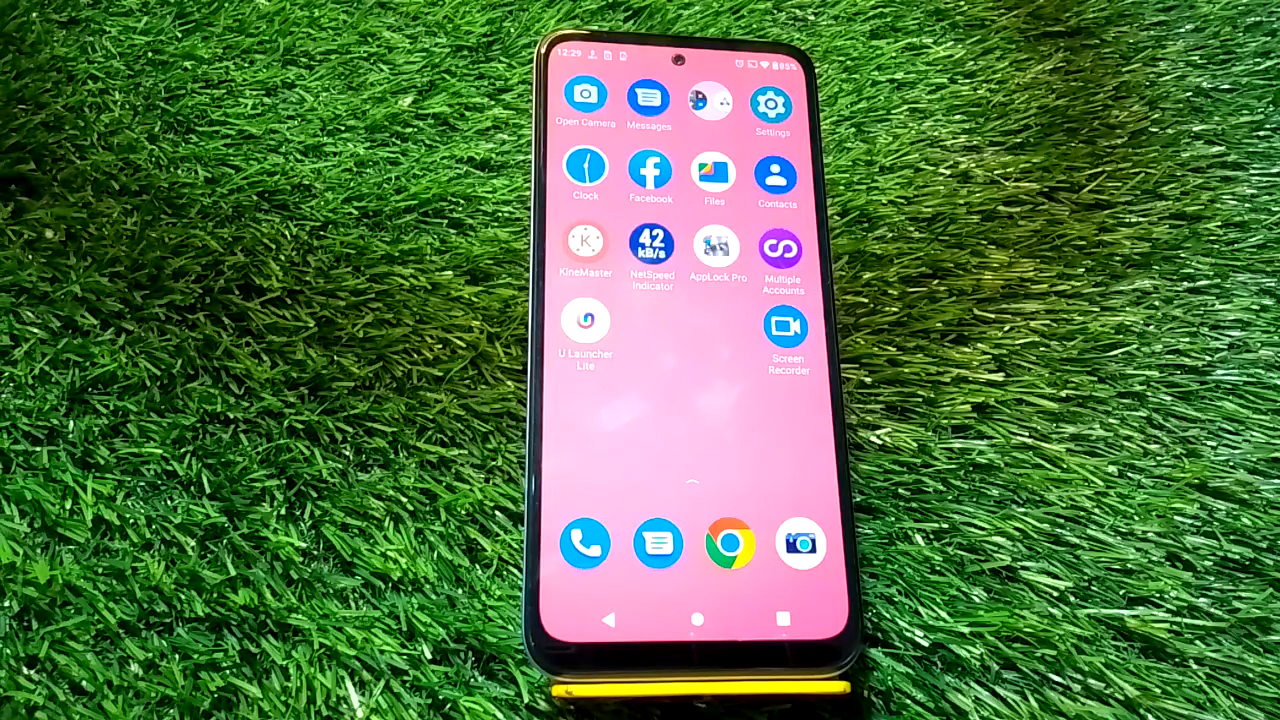 12:29
85%
Open Camera
Messages
Settings
Clock
Facebook
Files
Contacts
K
KineMaster
42
kB/s
NetSpeed
Indicator
AppLock Pro
Multiple
Accounts
U Launcher
Lite
Screen
Recorder